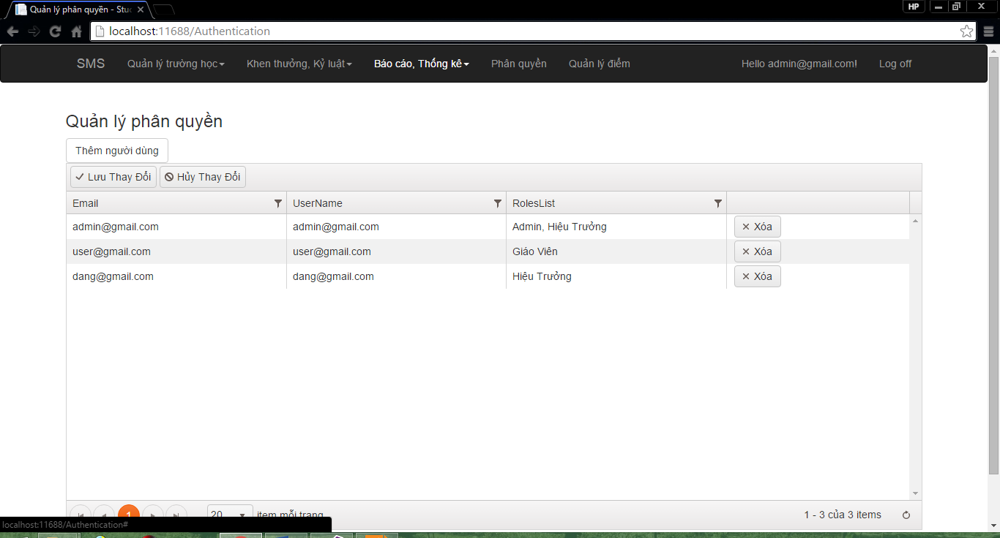 Quản lý phân quyền - Stu
HP
localhost:11688/Authentication
SMS Quản lý trường học Khen thưởng, Kỷ luật Báo cáo, Thống kê Phân quyền Quản lý điểm Hello admin@gmail.com! Log off
Quản lý phân quyền
Thêm người dùng
Lưu Thay Đổi Hủy Thay Đổi
Email UserName RolesList
admin@gmail.com admin@gmail.com Admin, Hiệu Trưởng Xóa
user@gmail.com user@gmail.com Giáo Viên Xóa
dang@gmail.com dang@gmail.com Hiệu Trưởng Xóa
1 20 item mỗi trang 1 - 3 của 3 items
localhost:11688/Authentication#